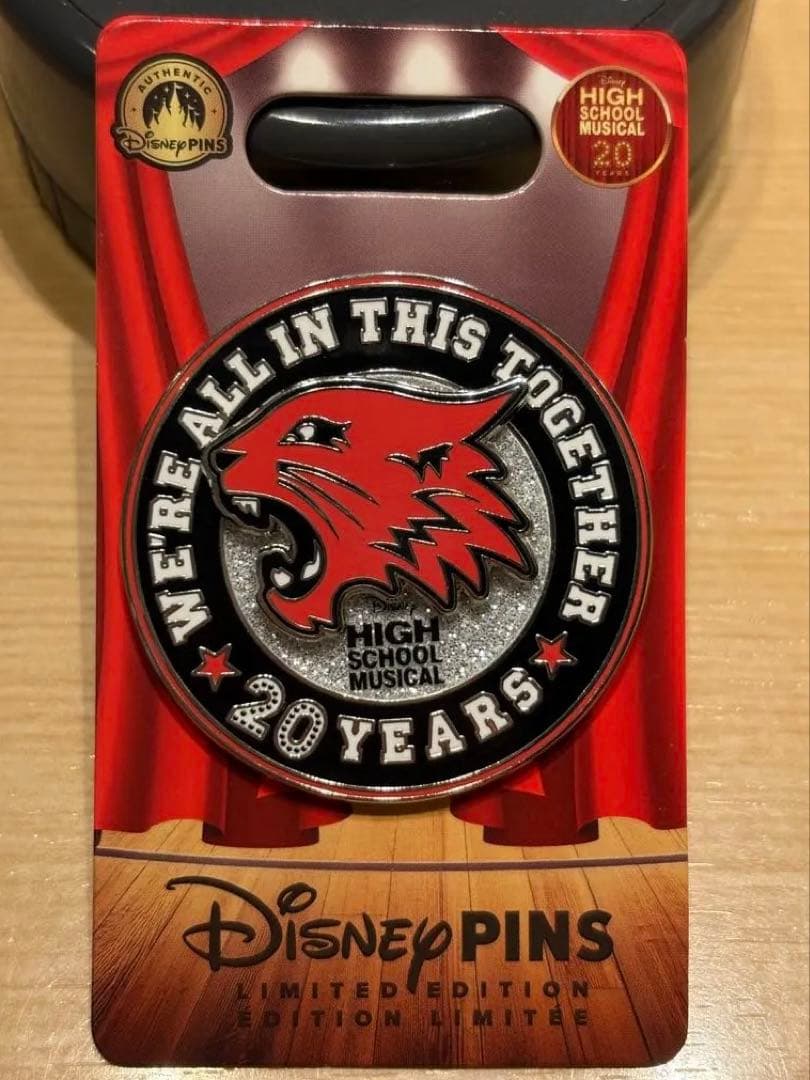 AUTHENTIC
Disney PINS
Disney
HIGH
SCHOOL
MUSICAL
20
YEARS
WE'RE ALL IN THIS TOGETHER
Disney
HIGH
SCHOOL
MUSICAL
20 YEARS
Disney PINS
LIMITED EDITION
ÉDITION LIMITÉE